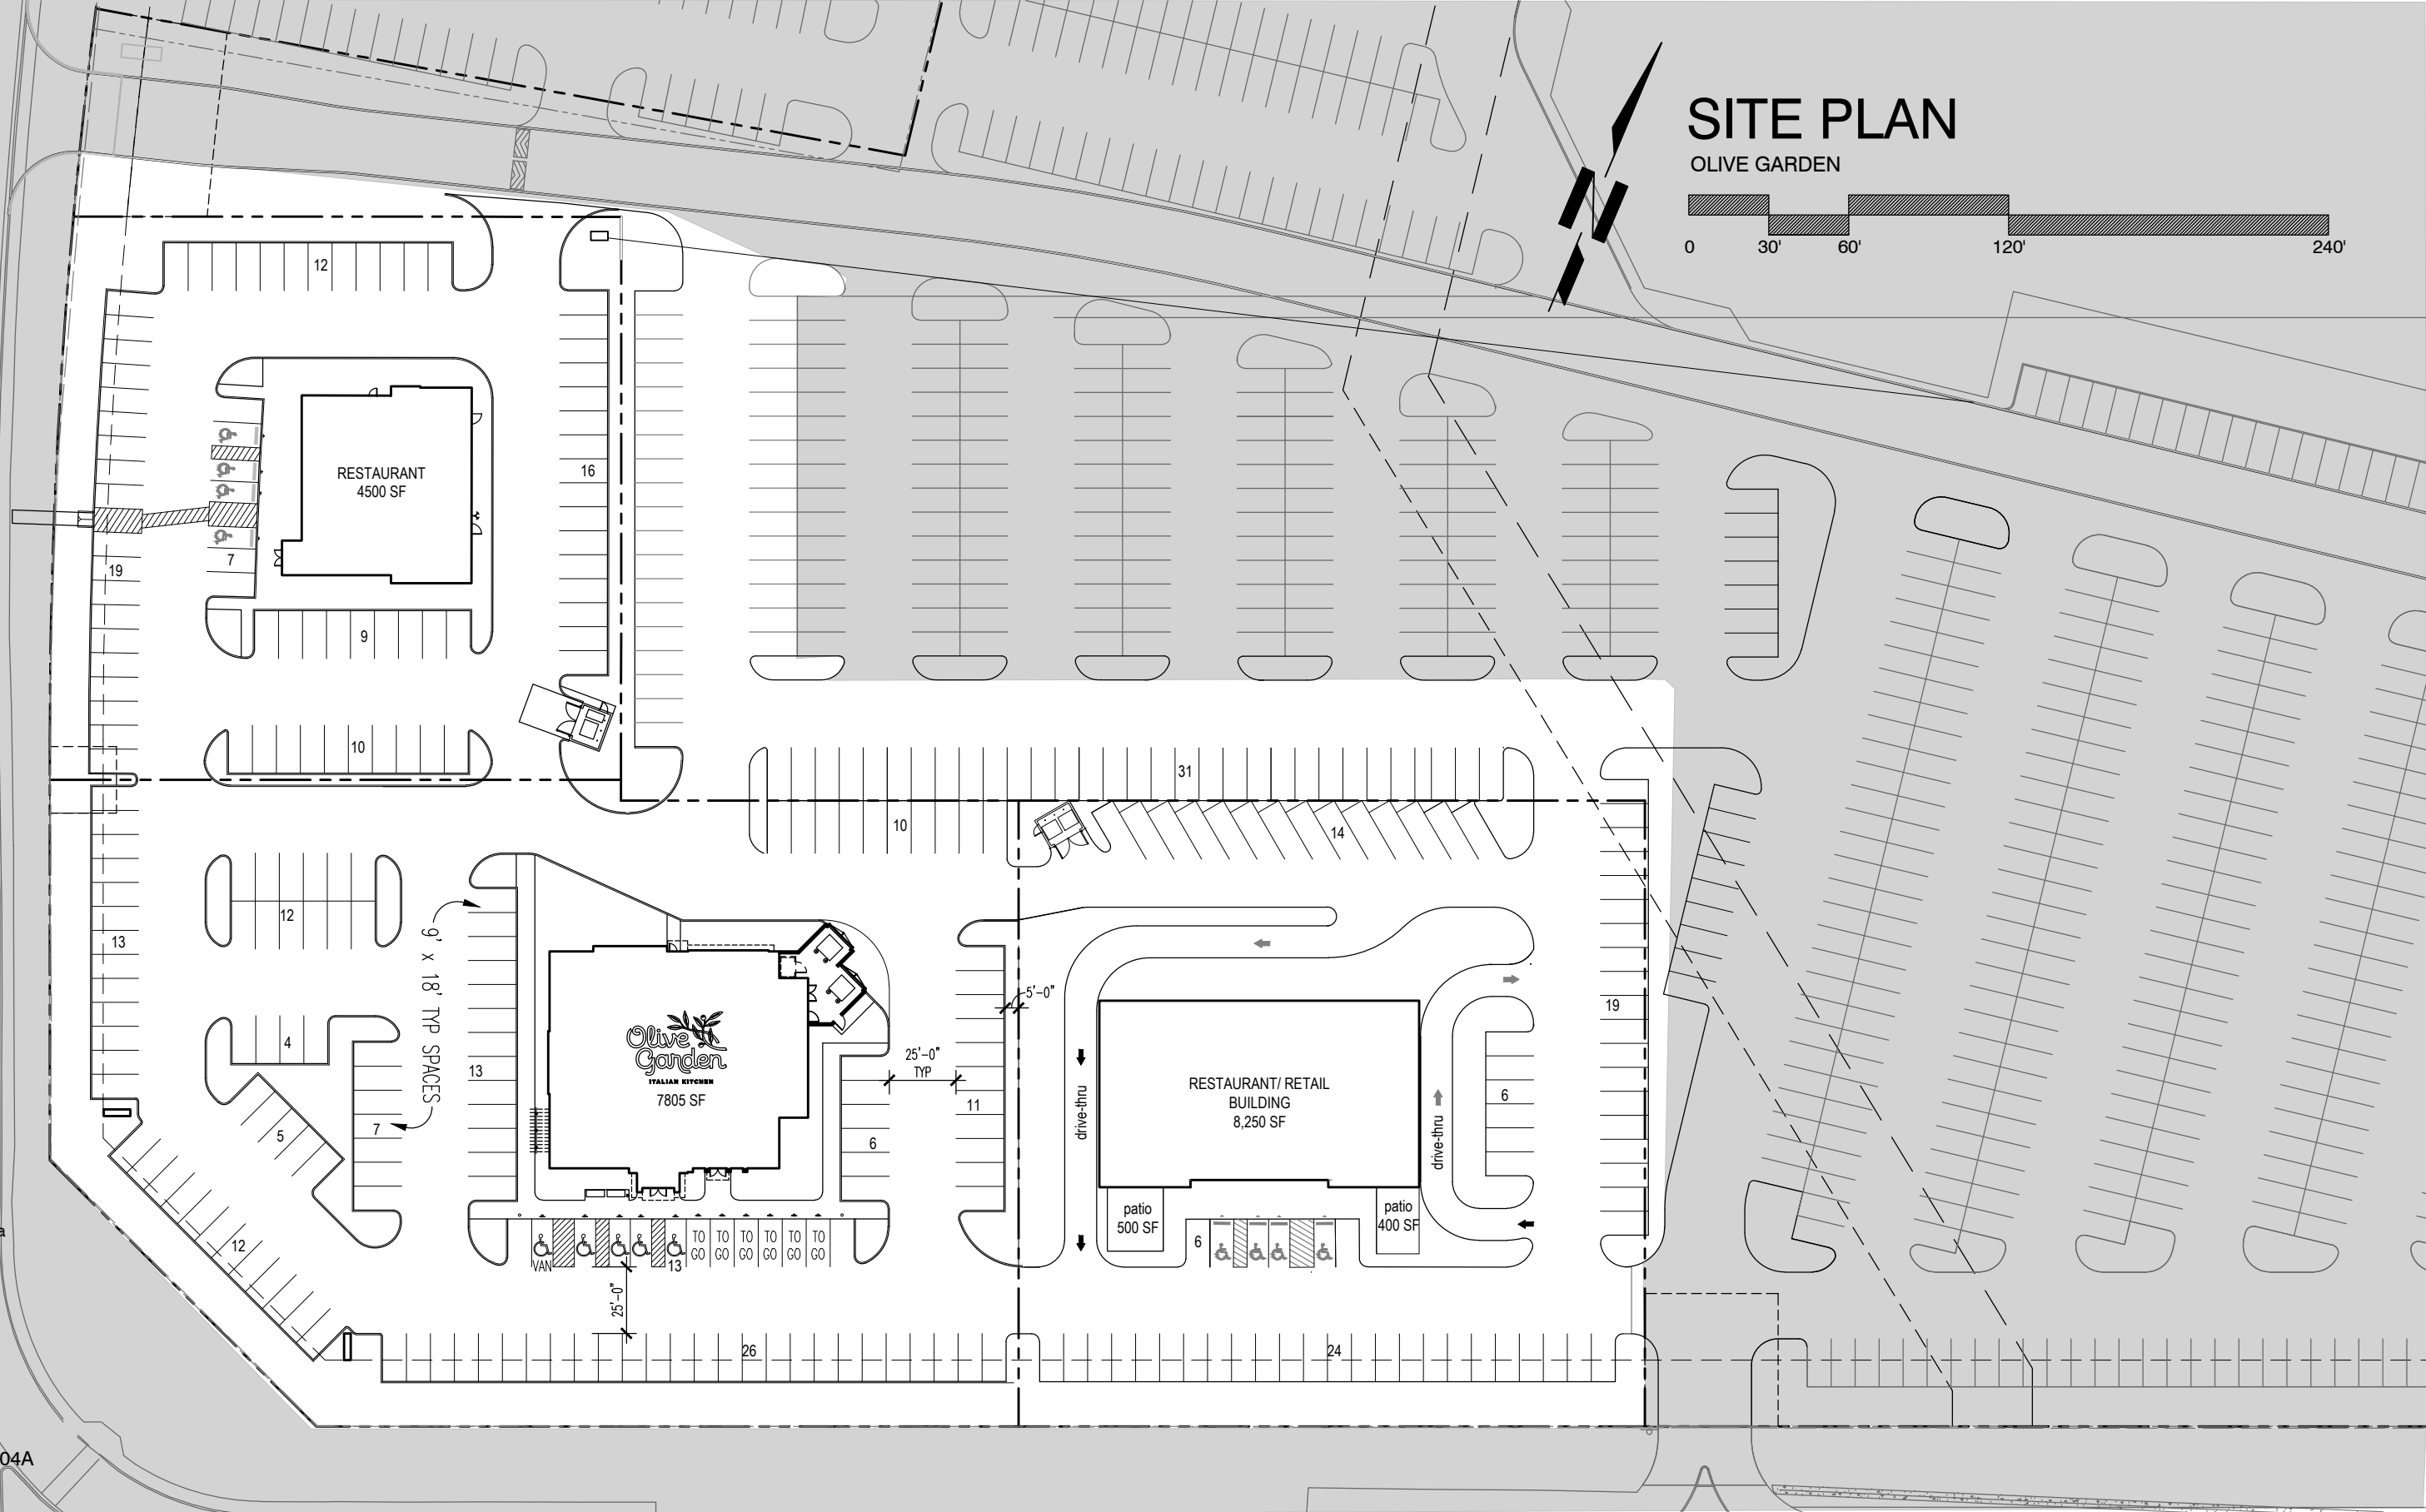 SITE PLAN
OLIVE GARDEN
0 30' 60' 120' 240'
12
RESTAURANT
4500 SF
16
19
7
9
10
31
10
14
12
13
9' x 18' TYP SPACES
4
5
7
12
13
Olive
Garden
ITALIAN KITCHEN
7805 SF
25'-0"
TYP
5'-0"
11
6
VAN
13
TO GO
TO GO
TO GO
TO GO
TO GO
TO GO
25'-0"
drive-thru
RESTAURANT/ RETAIL
BUILDING
8,250 SF
drive-thru
6
19
patio
500 SF
patio
400 SF
6
26
24
04A